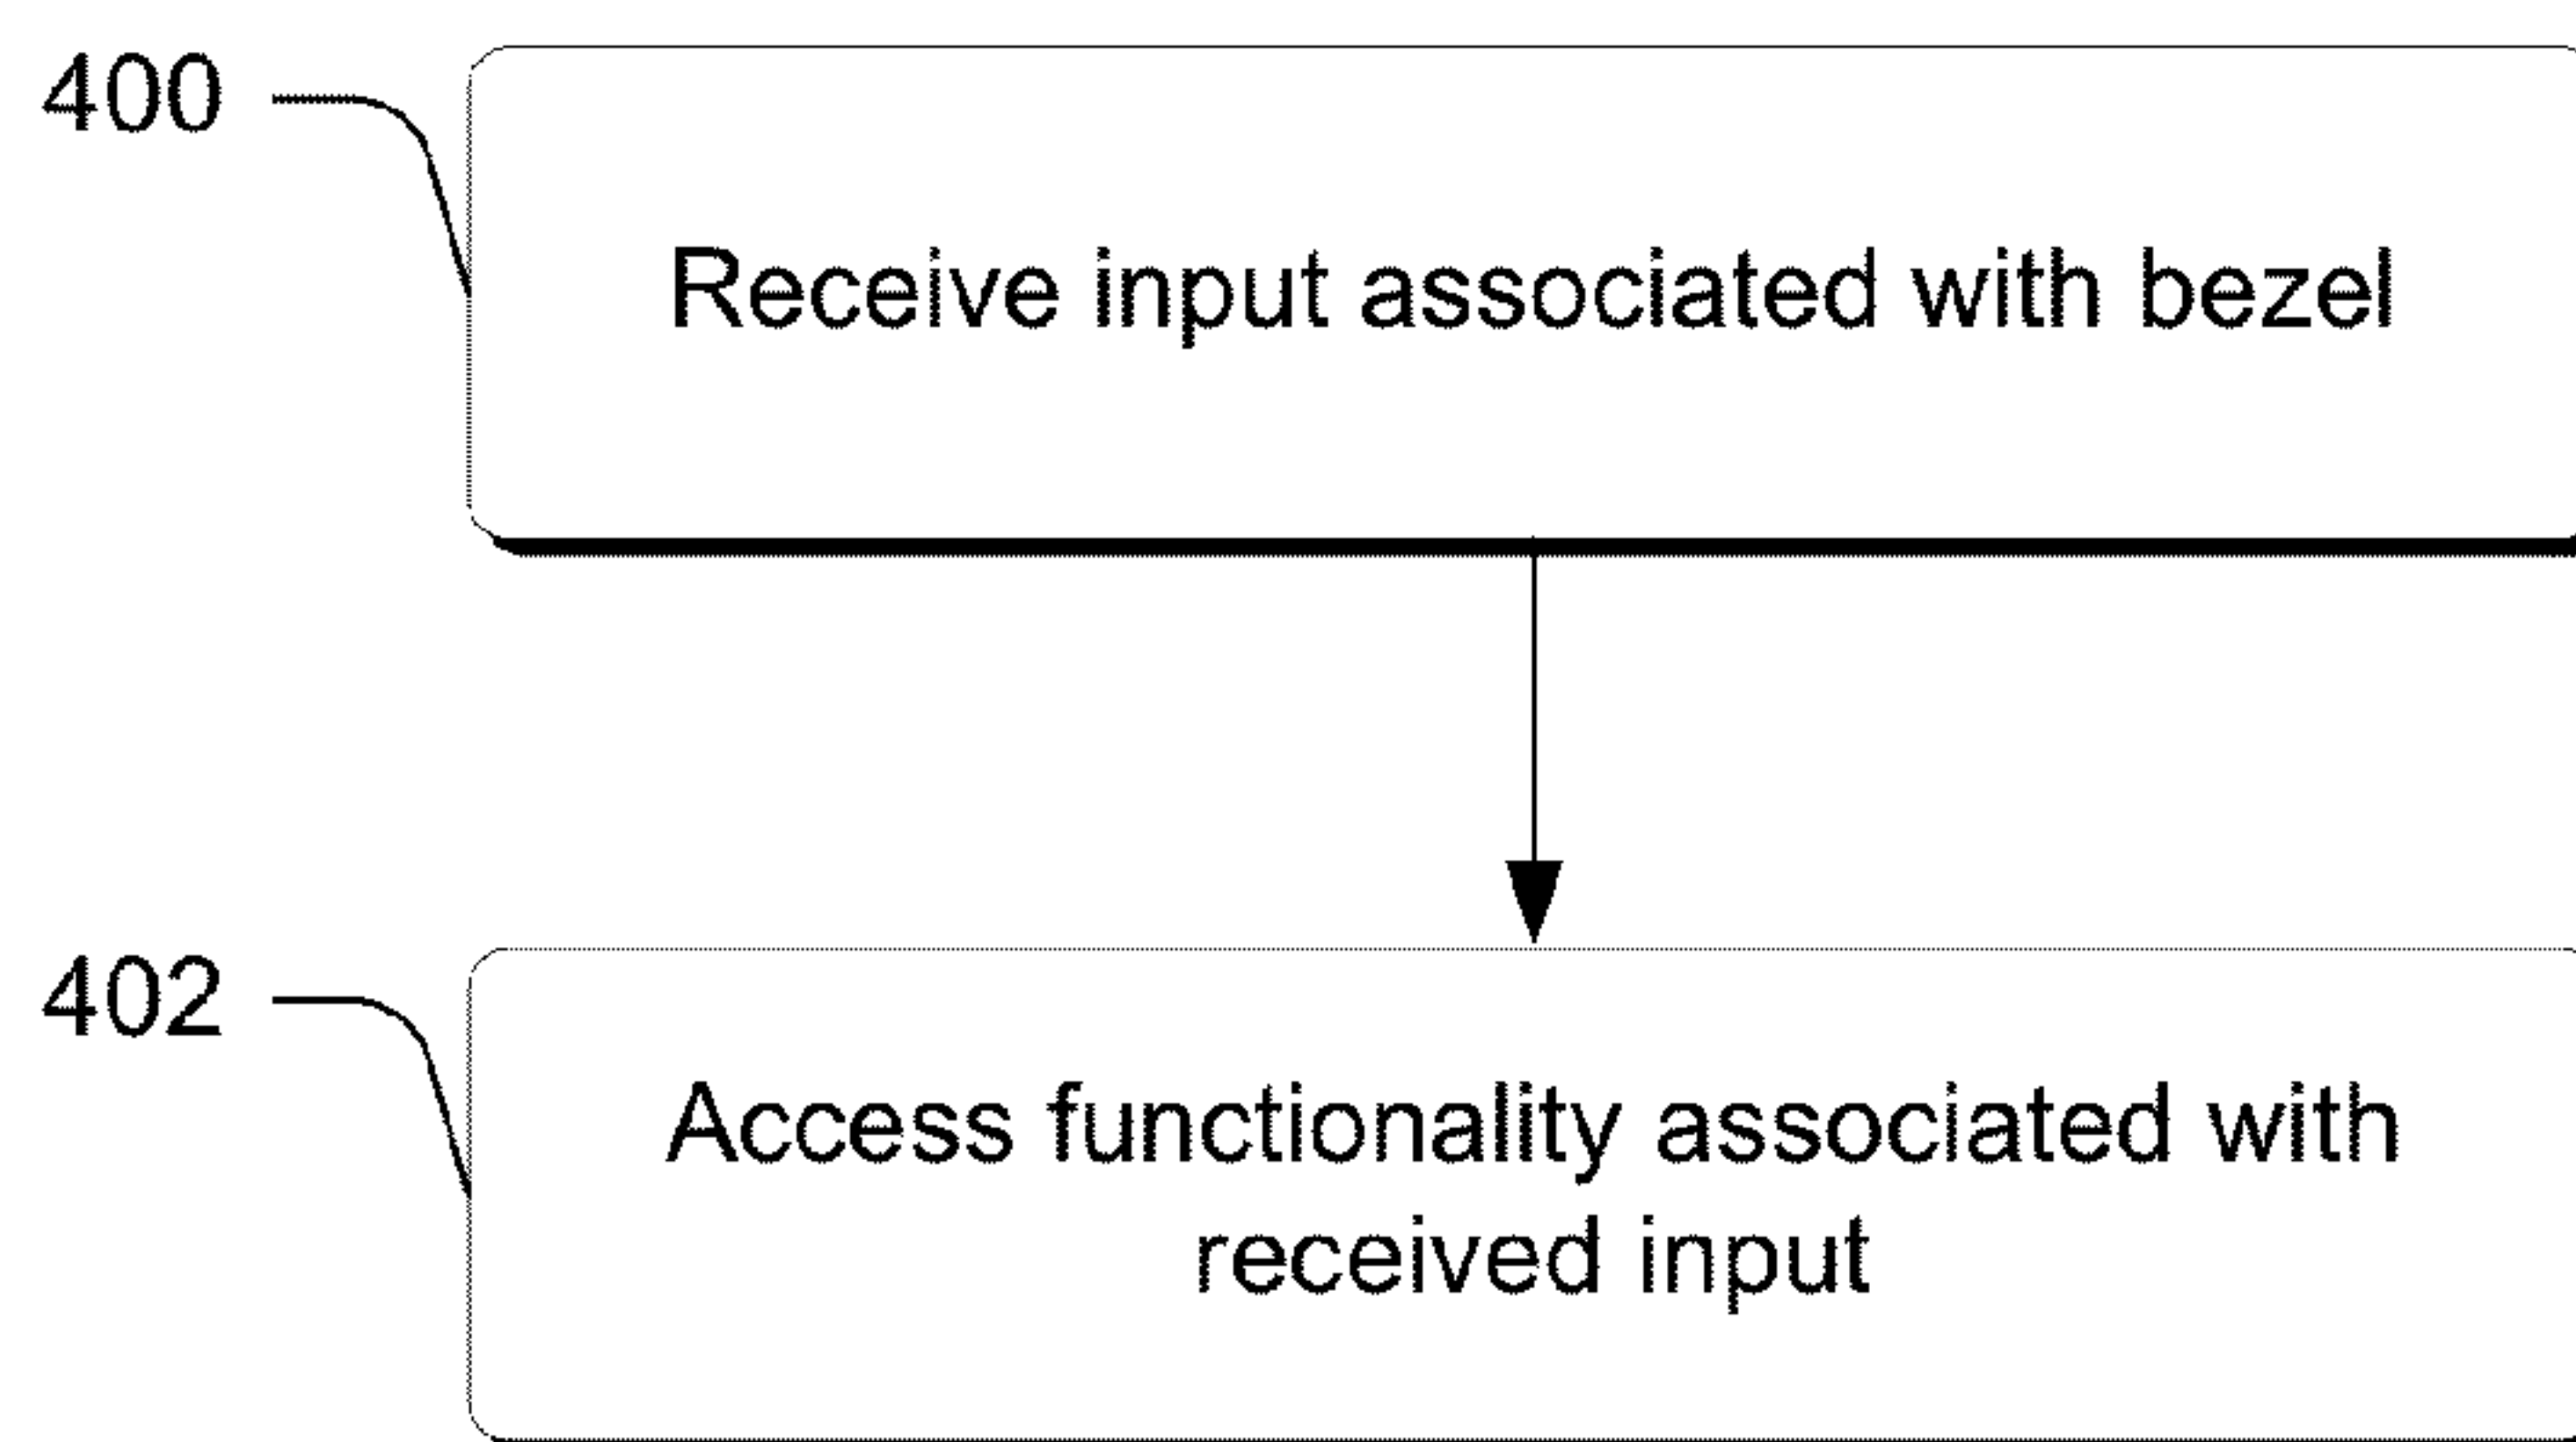 400
Receive input associated with bezel
402
Access functionality associated with
received input